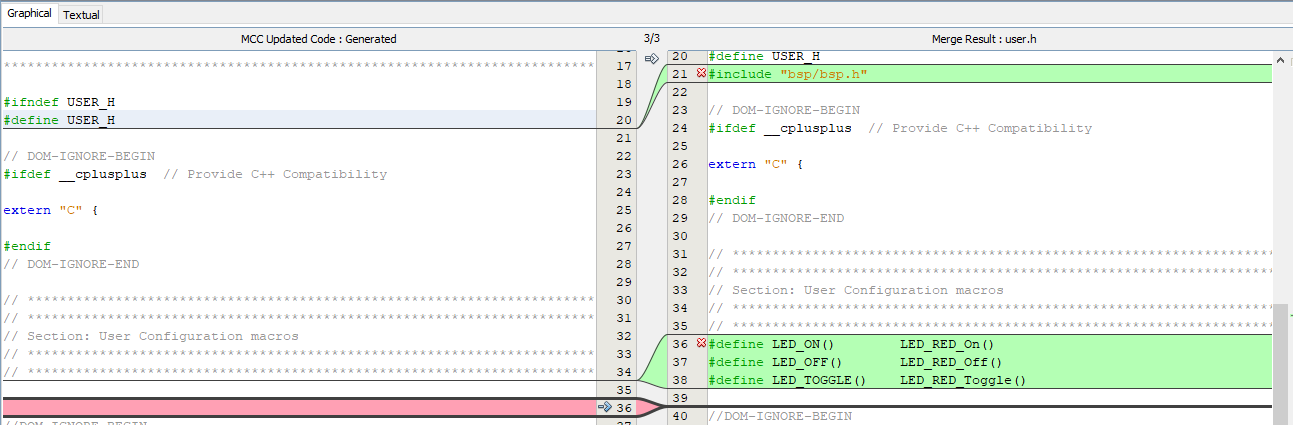 Graphical Textual
MCC Updated Code : Generated 3/3 Merge Result : user.h
17 ******************************************************************************
18
19 #ifndef USER_H
20 #define USER_H
21
22 // DOM-IGNORE-BEGIN
23 #ifdef __cplusplus // Provide C++ Compatibility
24
25 extern "C" {
26
27 #endif
28 // DOM-IGNORE-END
29
30 // ***************************************************************************
31 // ***************************************************************************
32 // Section: User Configuration macros
33 // ***************************************************************************
34 // ***************************************************************************
35
36
//DOM-IGNORE-BEGIN
20 #define USER_H
21 #include "bsp/bsp.h"
22
23 // DOM-IGNORE-BEGIN
24 #ifdef __cplusplus // Provide C++ Compatibility
25
26 extern "C" {
27
28 #endif
29 // DOM-IGNORE-END
30
31 // ***************************************************************************
32 // ***************************************************************************
33 // Section: User Configuration macros
34 // ***************************************************************************
35 // ***************************************************************************
36 #define LED_ON() LED_RED_On()
37 #define LED_OFF() LED_RED_Off()
38 #define LED_TOGGLE() LED_RED_Toggle()
39
40 //DOM-IGNORE-BEGIN